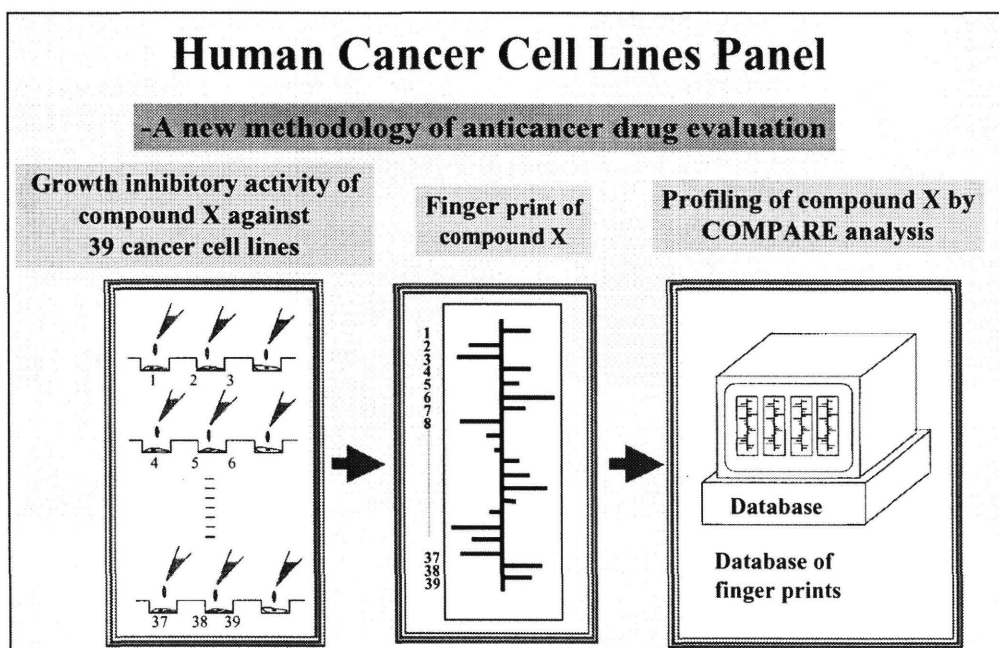 Human Cancer Cell Lines Panel
-A new methodology of anticancer drug evaluation
Growth inhibitory activity of
compound X against
39 cancer cell lines
Finger print of
compound X
Profiling of compound X by
COMPARE analysis
1 2 3
4 5 6
37 38 39
1
2
3
4
5
6
7
8
37
38
39
Database
Database of
finger prints